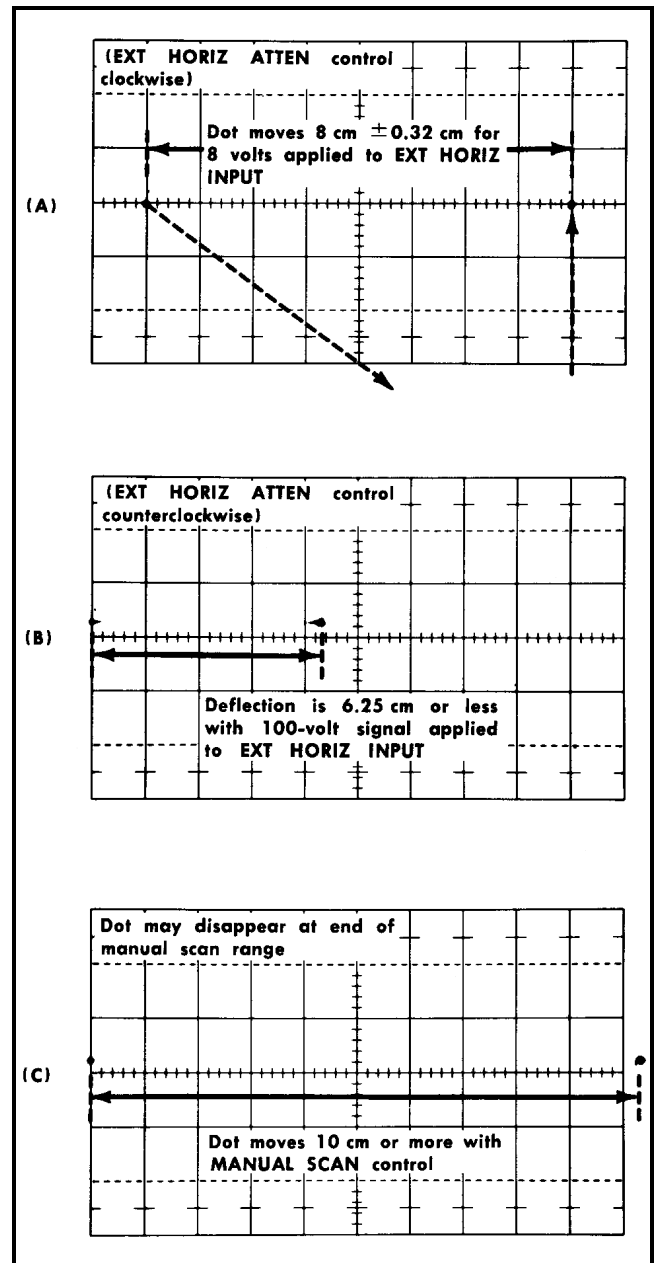 (EXT HORIZ ATTEN control
clockwise)
Dot moves 8 cm ±0.32 cm for
8 volts applied to EXT HORIZ
INPUT
(A)
(EXT HORIZ ATTEN control
counterclockwise)
(B)
Deflection is 6.25 cm or less
with 100-volt signal applied
to EXT HORIZ INPUT
Dot may disappear at end of
manual scan range
(C)
Dot moves 10 cm or more with
MANUAL SCAN control